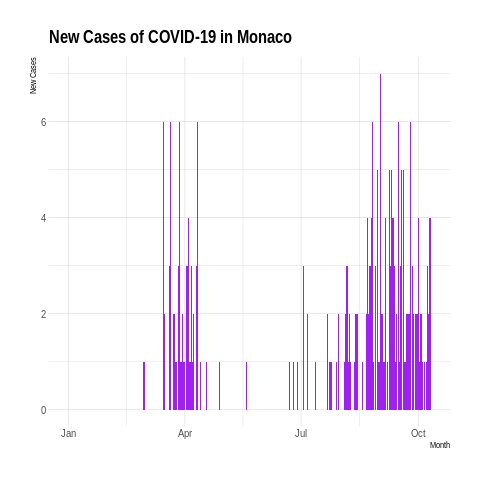 New Cases of COVID-19 in Monaco
New Cases
6
4
2
0
Jan Apr Jul Oct
Month